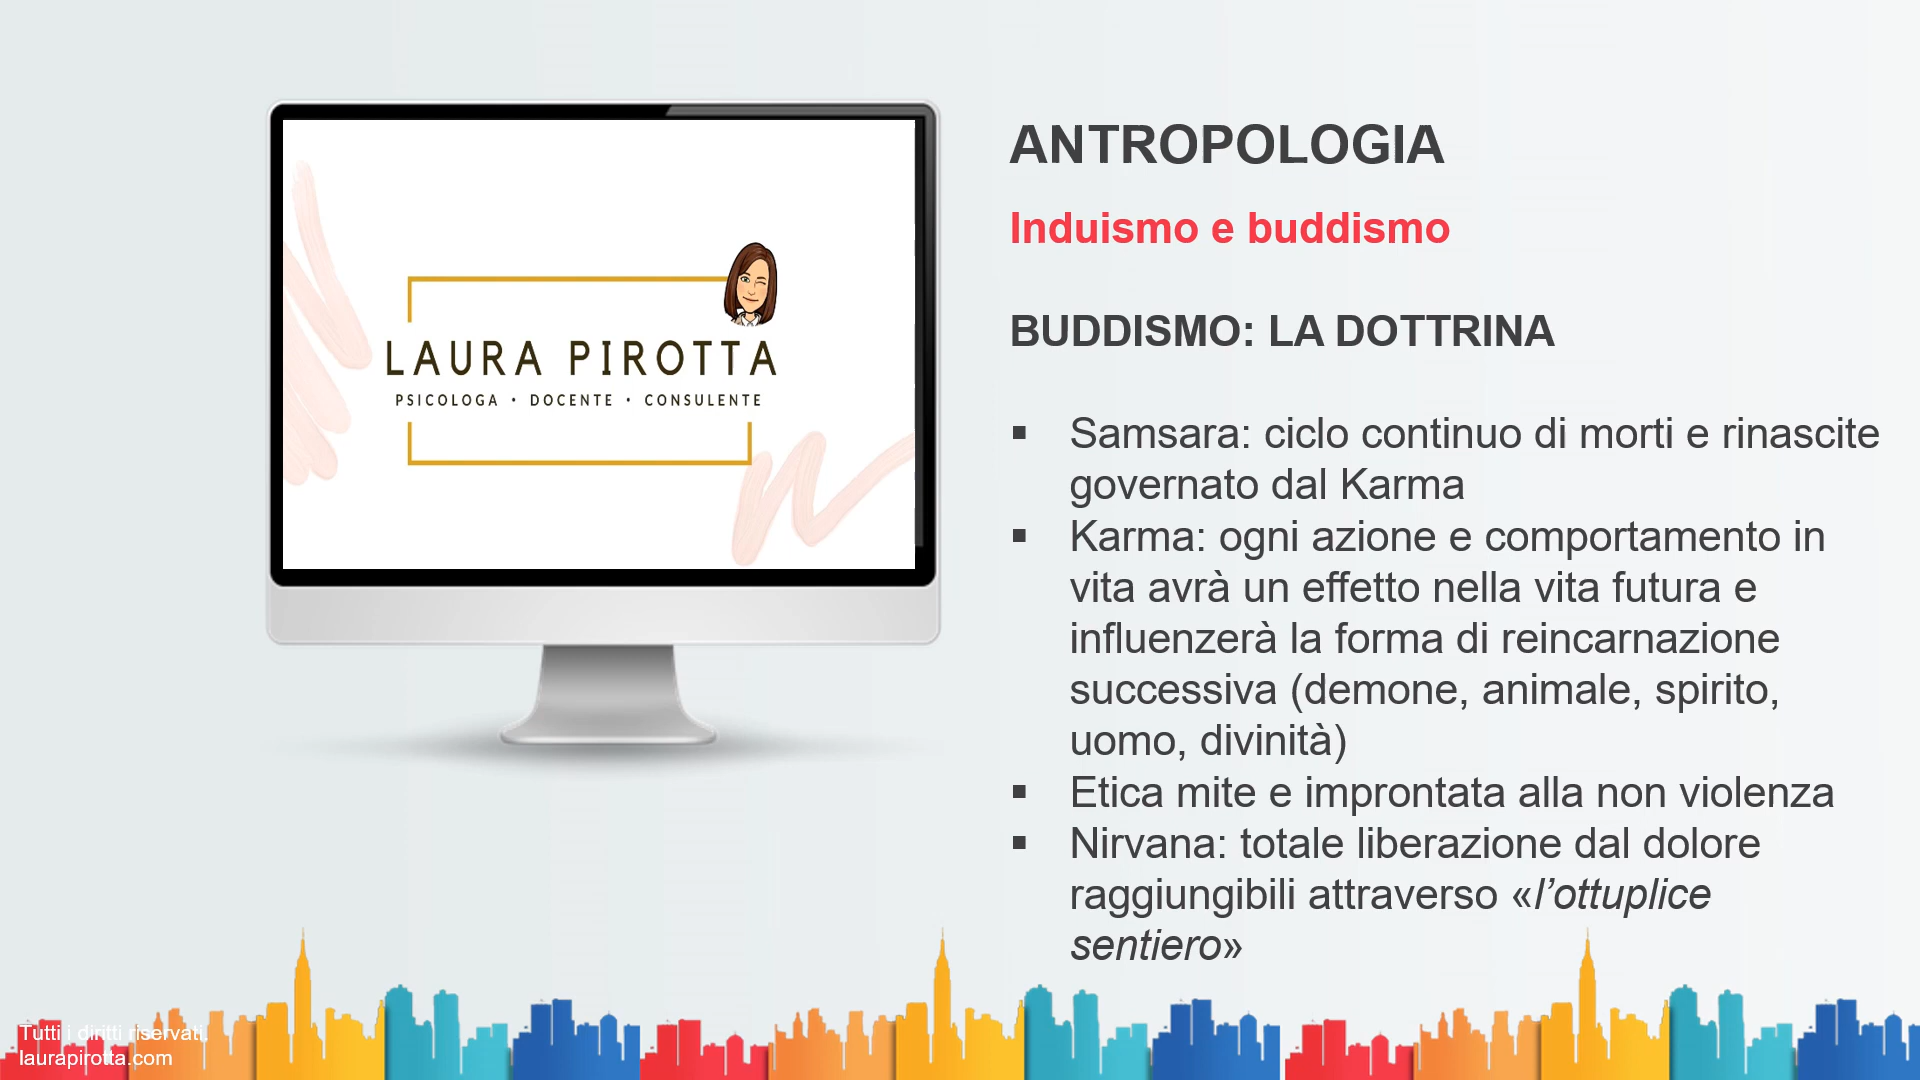 LAURA PIROTTA
PSICOLOGA • DOCENTE • CONSULENTE
ANTROPOLOGIA
Induismo e buddismo
BUDDISMO: LA DOTTRINA
▪ Samsara: ciclo continuo di morti e rinascite
governato dal Karma
▪ Karma: ogni azione e comportamento in
vita avrà un effetto nella vita futura e
influenzerà la forma di reincarnazione
successiva (demone, animale, spirito,
uomo, divinità)
▪ Etica mite e improntata alla non violenza
▪ Nirvana: totale liberazione dal dolore
raggiungibili attraverso «l’ottuplice
sentiero»
Tutti i diritti riservati.
laurapirotta.com